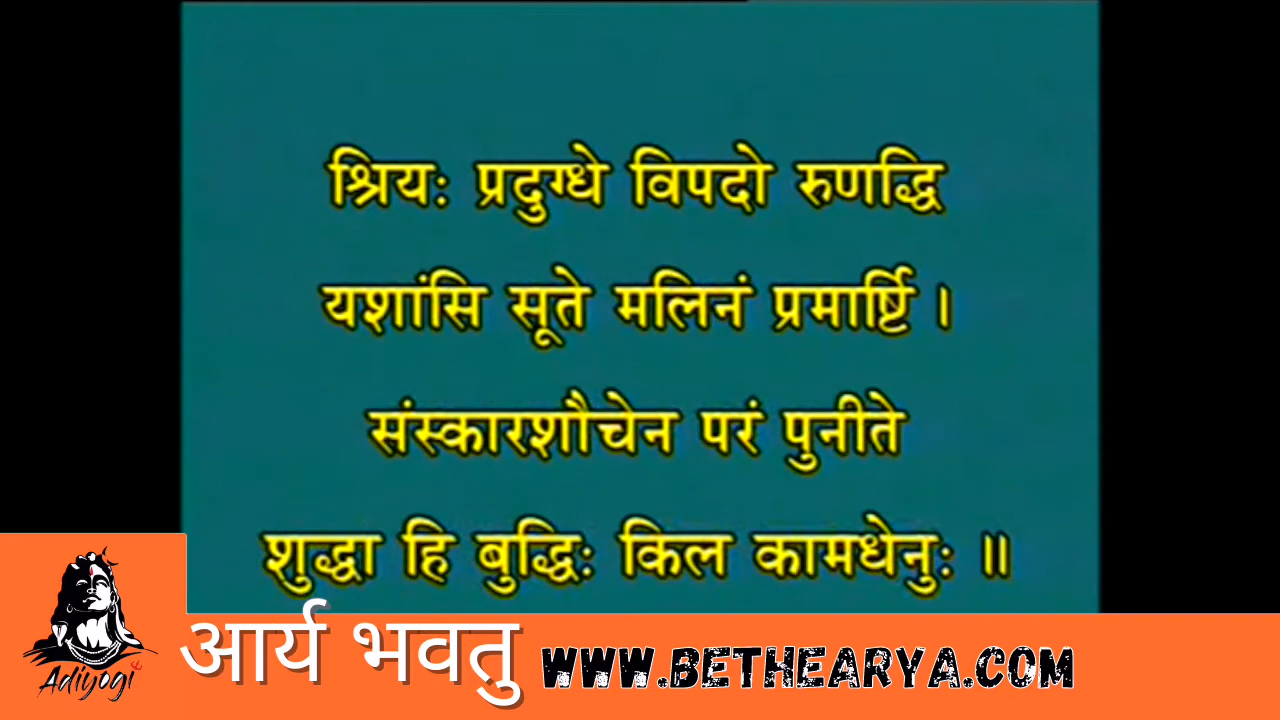 श्रियः प्रदुग्धे विपदो रुणद्धि
यशांसि सूते मलिनं प्रमार्ष्टि ।
संस्कारशौचेन परं पुनीते
शुद्धा हि बुद्धिः किल कामधेनुः ॥
Adiyogi
आर्य भवतु
WWW.BETHEARYA.COM